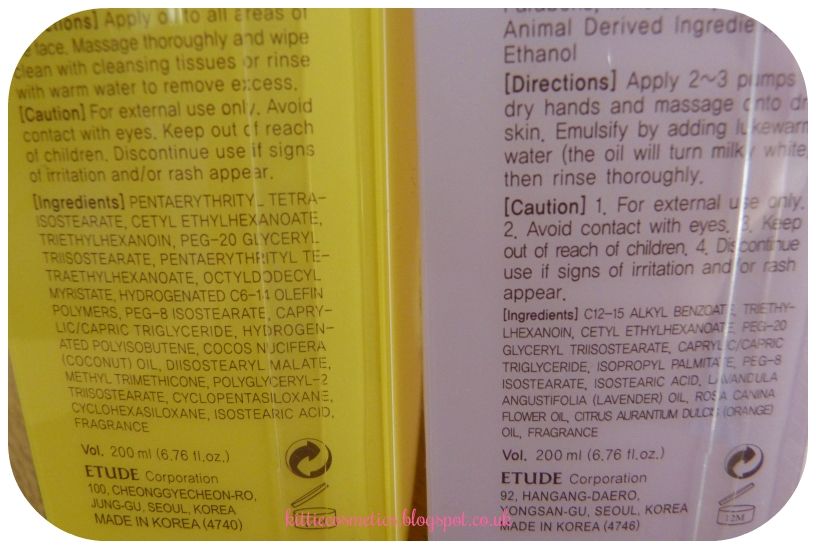 Apply onto all areas of
face. Massage thoroughly and wipe
clean with cleansing tissues or rinse
with warm water to remove excess.
[Caution] For external use only. Avoid
contact with eyes. Keep out of reach
of children. Discontinue use if signs
of irritation and/or rash appear.
[Ingredients] PENTAERYTHRITYL TETRA-
ISOSTEARATE, CETYL ETHYLHEXANOATE,
TRIETHYLHEXANOIN, PEG-20 GLYCERYL
TRIISOSTEARATE, PENTAERYTHRITYL TE-
TRAETHYLHEXANOATE, OCTYLDODECYL
MYRISTATE, HYDROGENATED C6-14 OLEFIN
POLYMERS, PEG-8 ISOSTEARATE, CAPRY-
LIC/CAPRIC TRIGLYCERIDE, HYDROGEN-
ATED POLYISOBUTENE, COCOS NUCIFERA
(COCONUT) OIL, DIISOSTEARYL MALATE,
METHYL TRIMETHICONE, POLYGLYCERYL-2
TRIISOSTEARATE, CYCLOPENTASILOXANE,
CYCLOHEXASILOXANE, ISOSTEARIC ACID,
FRAGRANCE
Vol. 200 ml (6.76 fl.oz.)
ETUDE Corporation
100, CHEONGGYECHEON-RO,
JUNG-GU, SEOUL, KOREA
MADE IN KOREA (4740)
Animal Derived Ingredie
Ethanol
[Directions] Apply 2~3 pumps
dry hands and massage onto dr
skin. Emulsify by adding lukewarm
water (the oil will turn milky white,
then rinse thoroughly.
[Caution] 1. For external use only.
2. Avoid contact with eyes. 3. Keep
out of reach of children. 4. Discontinue
use if signs of irritation and/or rash
appear.
[Ingredients] C12-15 ALKYL BENZOATE, TRIETHY-
LHEXANOIN, CETYL ETHYLHEXANOATE, PEG-20
GLYCERYL TRIISOSTEARATE, CAPRYLIC/CAPRIC
TRIGLYCERIDE, ISOPROPYL PALMITATE, PEG-8
ISOSTEARATE, ISOSTEARIC ACID, LAVANDULA
ANGUSTIFOLIA (LAVENDER) OIL, ROSA CANINA
FLOWER OIL, CITRUS AURANTIUM DULCIS (ORANGE)
OIL, FRAGRANCE
Vol. 200 ml (6.76 fl.oz.)
ETUDE Corporation
92, HANGANG-DAERO,
YONGSAN-GU, SEOUL, KOREA
MADE IN KOREA (4746)
12M
kittiecosmetics.blogspot.co.uk